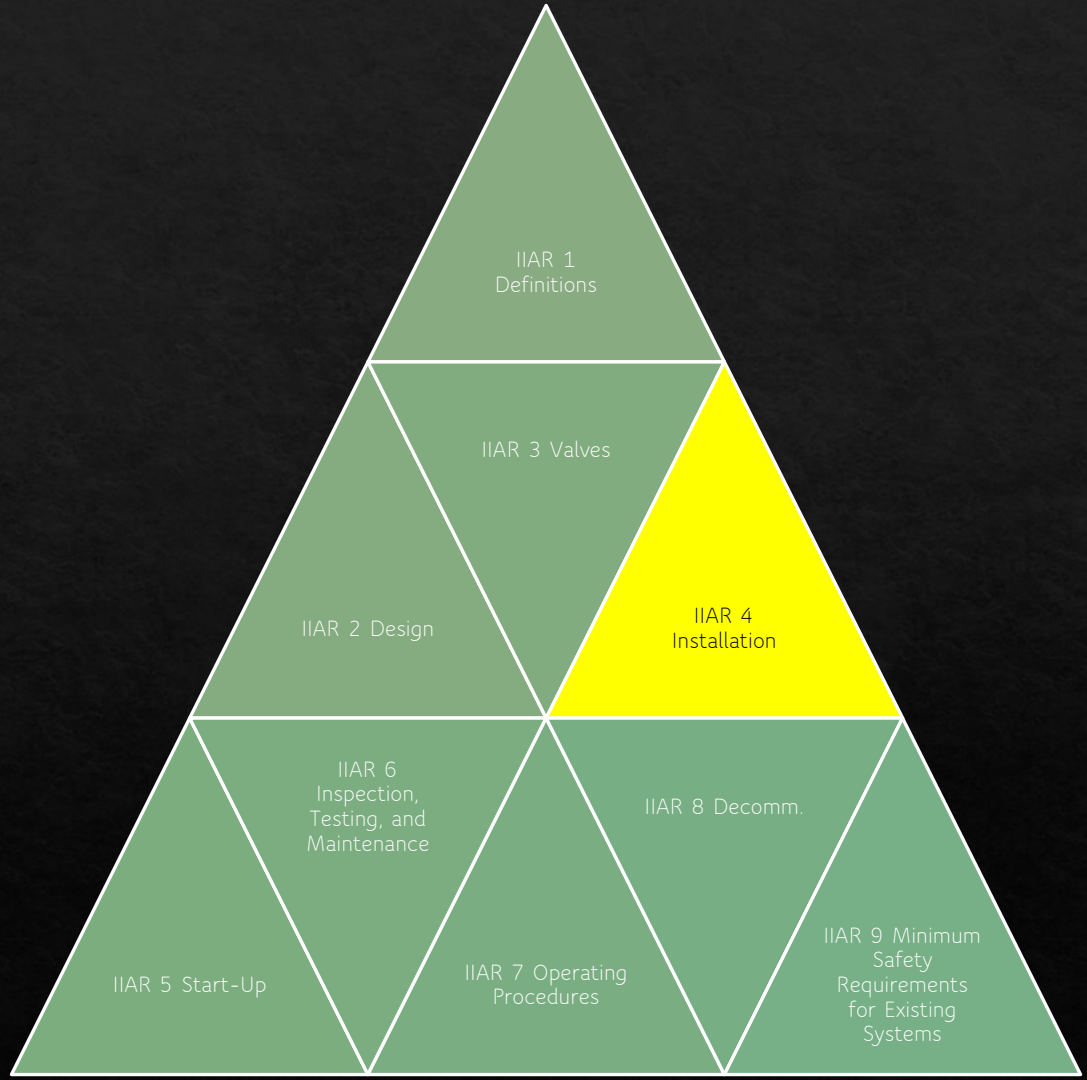 IIAR 1
Definitions
IIAR 2 Design
IIAR 3 Valves
IIAR 4
Installation
IIAR 5 Start-Up
IIAR 6
Inspection,
Testing, and
Maintenance
IIAR 7 Operating
Procedures
IIAR 8 Decomm.
IIAR 9 Minimum
Safety
Requirements
for Existing
Systems